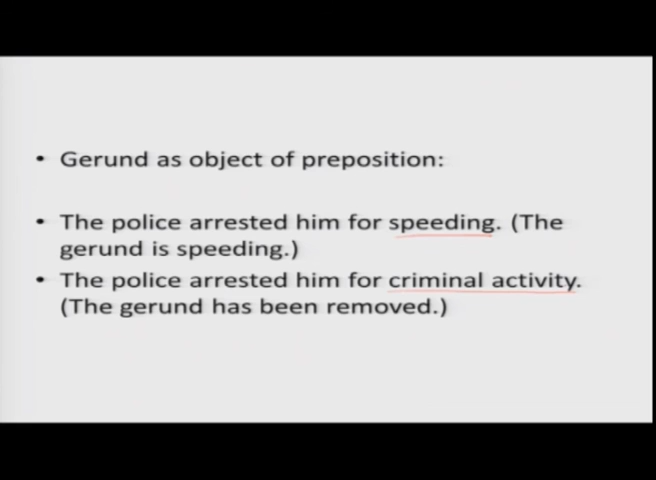 • Gerund as object of preposition:
• The police arrested him for speeding. (The
gerund is speeding.)
• The police arrested him for criminal activity.
(The gerund has been removed.)